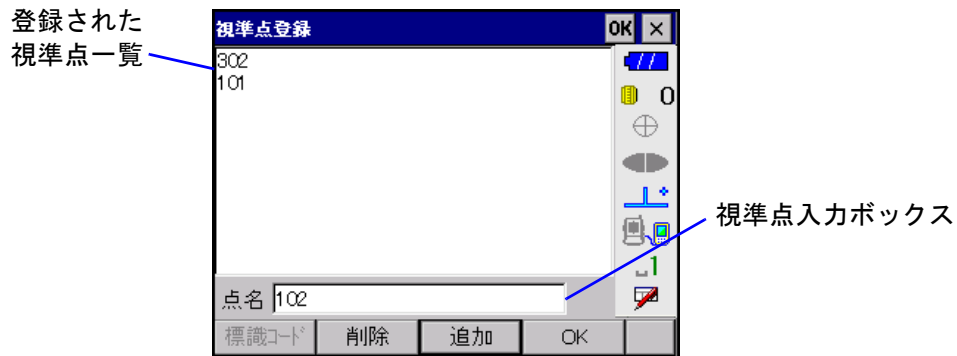 登録された
視準点一覧
視準点登録 OK ×
302
101
0
視準点入力ボックス
1
点名 102
標識コード 削除 追加 OK